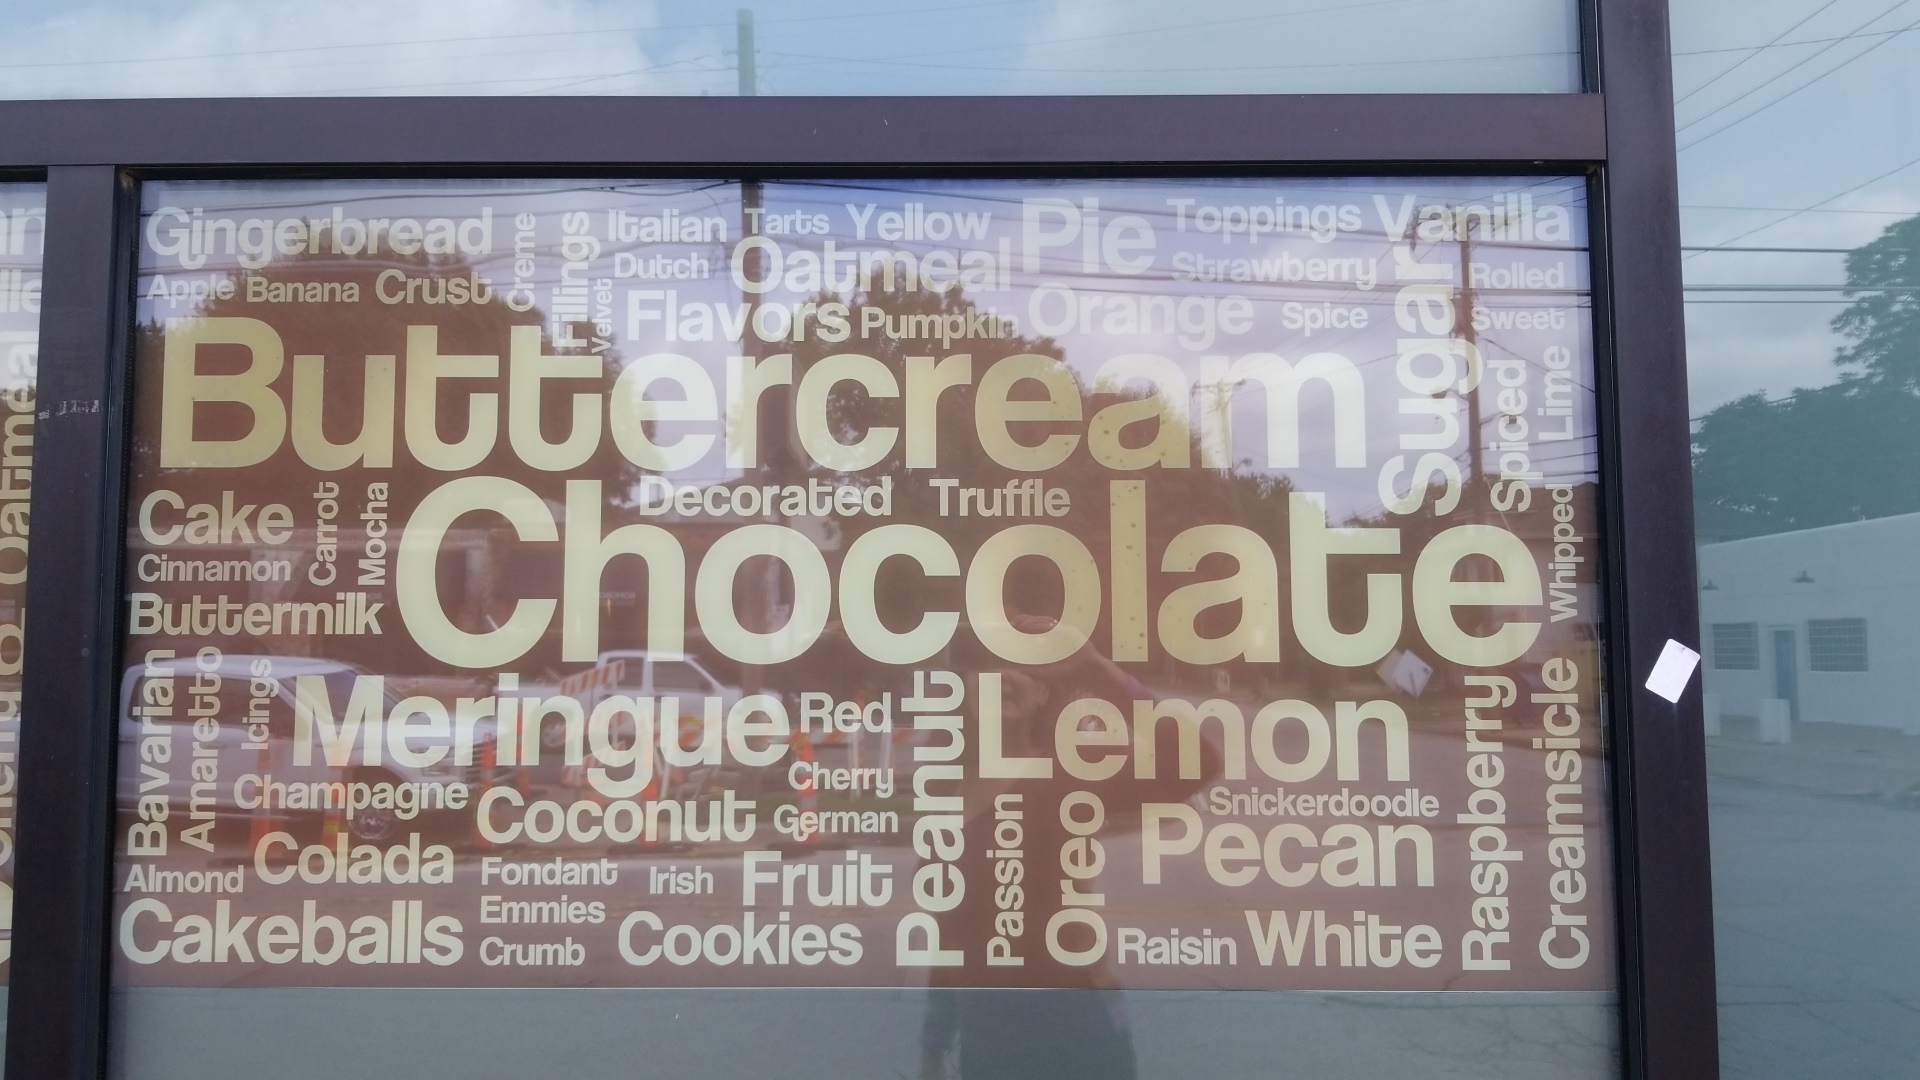 Gingerbread
Creme
Fillings
Italian
Tarts
Yellow
Pie
Toppings
Vanilla
Apple
Banana
Crust
Velvet
Dutch
Oatmeal
Strawberry
Sugar
Rolled
Flavors
Pumpkin
Orange
Spice
Sweet
Buttercream
Spiced
Lime
Cake
Carrot
Mocha
Decorated
Truffle
Whipped
Cinnamon
Chocolate
Buttermilk
Bavarian
Amaretto
Icings
Meringue
Red
Peanut
Lemon
Raspberry
Creamsicle
Cherry
Champagne
Coconut
German
Passion
Oreo
Snickerdoodle
Pecan
Colada
Almond
Fondant
Irish
Fruit
Emmies
Cakeballs
Crumb
Cookies
Raisin
White
Oatmeal